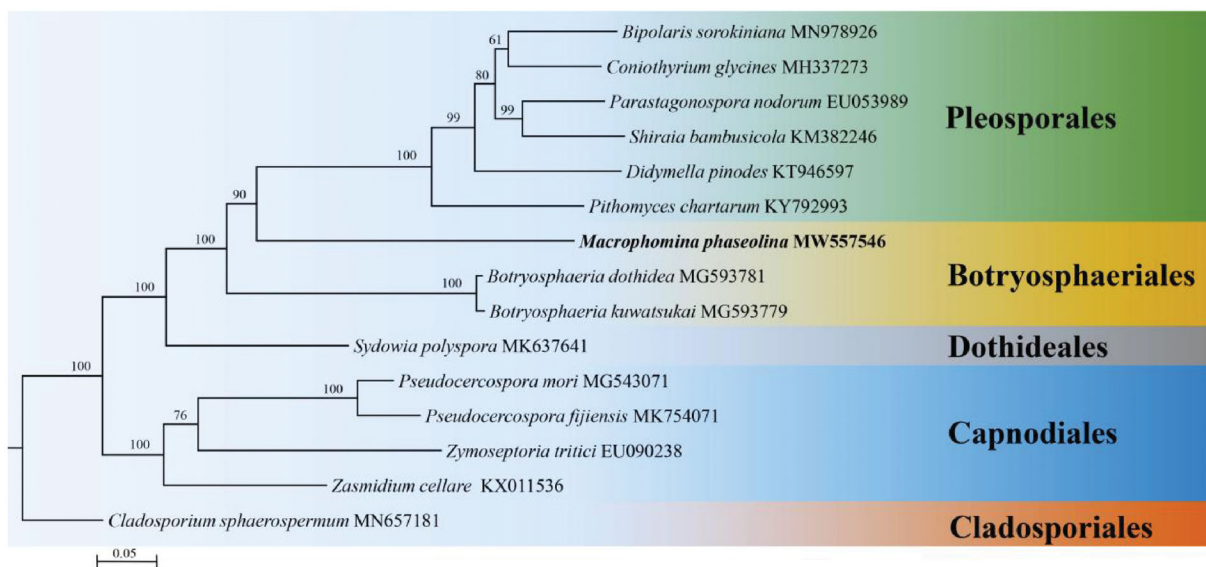 Bipolaris sorokiniana MN978926
61
Coniothyrium glycines MH337273
80
Parastagonospora nodorum EU053989
99
99
Shiraia bambusicola KM382246
Pleosporales
100
Didymella pinodes KT946597
90
Pithomyces chartarum KY792993
Macrophomina phaseolina MW557546
100
Botryosphaeria dothidea MG593781
100
Botryosphaeria kuwatsukai MG593779
Botryosphaeriales
Sydowia polyspora MK637641
Dothideales
100
Pseudocercospora mori MG543071
100
Pseudocercospora fijiensis MK754071
76
Zymoseptoria tritici EU090238
100
Zasmidium cellare KX011536
Capnodiales
Cladosporium sphaerospermum MN657181
Cladosporiales
0.05